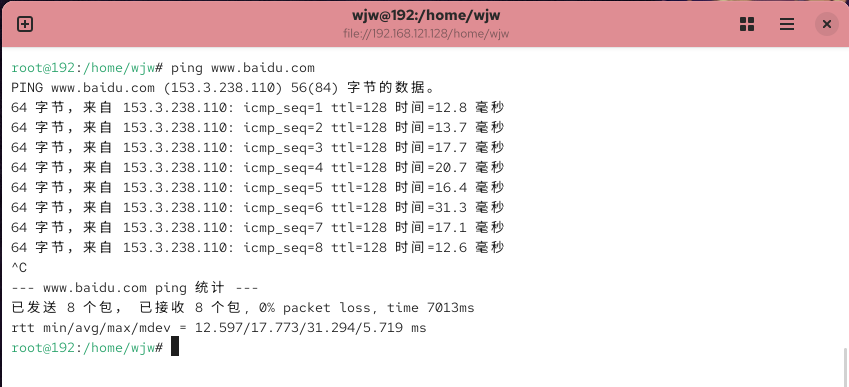 wjw@192:/home/wjw
file://192.168.121.128/home/wjw
root@192:/home/wjw# ping www.baidu.com
PING www.baidu.com (153.3.238.110) 56(84) 字节的数据。
64 字节，来自 153.3.238.110: icmp_seq=1 ttl=128 时间=12.8 毫秒
64 字节，来自 153.3.238.110: icmp_seq=2 ttl=128 时间=13.7 毫秒
64 字节，来自 153.3.238.110: icmp_seq=3 ttl=128 时间=17.7 毫秒
64 字节，来自 153.3.238.110: icmp_seq=4 ttl=128 时间=20.7 毫秒
64 字节，来自 153.3.238.110: icmp_seq=5 ttl=128 时间=16.4 毫秒
64 字节，来自 153.3.238.110: icmp_seq=6 ttl=128 时间=31.3 毫秒
64 字节，来自 153.3.238.110: icmp_seq=7 ttl=128 时间=17.1 毫秒
64 字节，来自 153.3.238.110: icmp_seq=8 ttl=128 时间=12.6 毫秒
^C
--- www.baidu.com ping 统计 ---
已发送 8 个包， 已接收 8 个包, 0% packet loss, time 7013ms
rtt min/avg/max/mdev = 12.597/17.773/31.294/5.719 ms
root@192:/home/wjw#